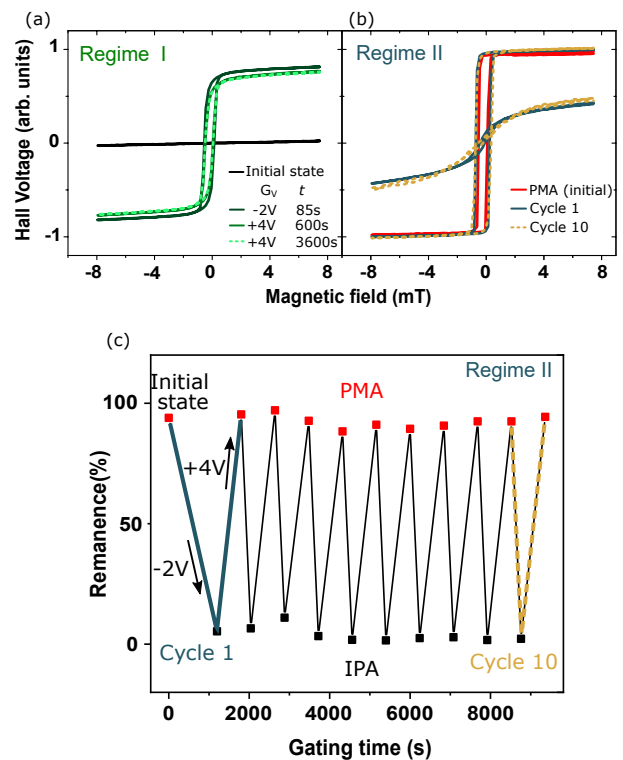 (a)
(b)
Regime I
Regime II
Hall Voltage (arb. units)
1
0
-1
Initial state
Gᵥ t
-2V 85s
+4V 600s
+4V 3600s
PMA (initial)
Cycle 1
Cycle 10
-8 -4 0 4 8
-8 -4 0 4 8
Magnetic field (mT)
(c)
Regime II
Initial
state
PMA
100
50
0
Remanence(%)
+4V
-2V
Cycle 1
IPA
Cycle 10
0 2000 4000 6000 8000
Gating time (s)